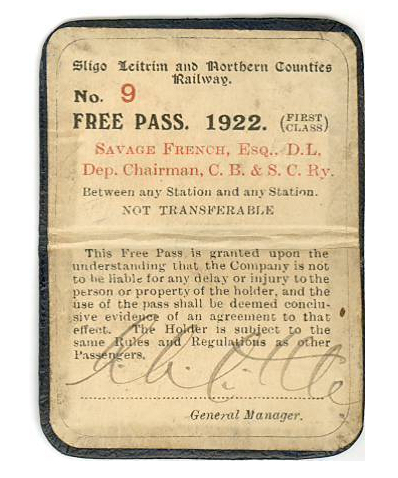 Sligo Leitrim and Northern Counties
Railway.
No. 9
FREE PASS. 1922. (FIRST CLASS)
SAVAGE FRENCH, ESQ., D.L.
Dep. Chairman, C. B. & S. C. Ry.
Between any Station and any Station.
NOT TRANSFERABLE
This Free Pass is granted upon the
understanding that the Company is not
to be liable for any delay or injury to the
person or property of the holder, and the
use of the pass shall be deemed conclu-
sive evidence of an agreement to that
effect. The Holder is subject to the
same Rules and Regulations as other
Passengers.
General Manager.